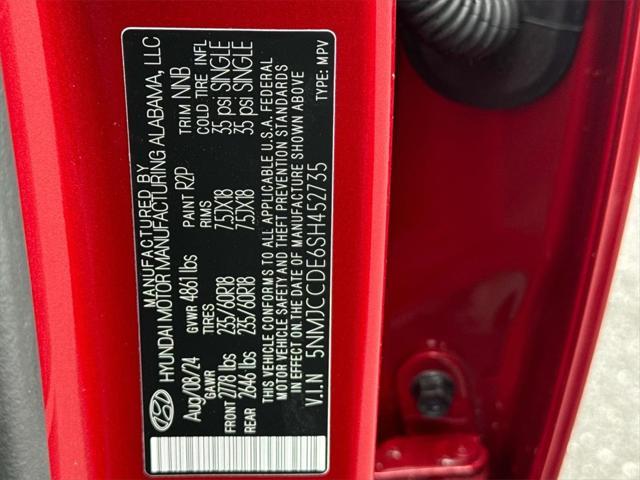 MANUFACTURED BY
HYUNDAI MOTOR MANUFACTURING ALABAMA, LLC
Aug/08/24 GVWR 4861 lbs PAINT R2P TRIM NNB
GAWR TIRES RIMS COLD TIRE INFL
FRONT 2778 lbs 235/60R18 7.5JX18 35 psi SINGLE
REAR 2646 lbs 235/60R18 7.5JX18 35 psi SINGLE
THIS VEHICLE CONFORMS TO ALL APPLICABLE U.S.A. FEDERAL
MOTOR VEHICLE SAFETY AND THEFT PREVENTION STANDARDS
IN EFFECT ON THE DATE OF MANUFACTURE SHOWN ABOVE
V.I.N 5NMJCCDE6SH452735 TYPE: MPV